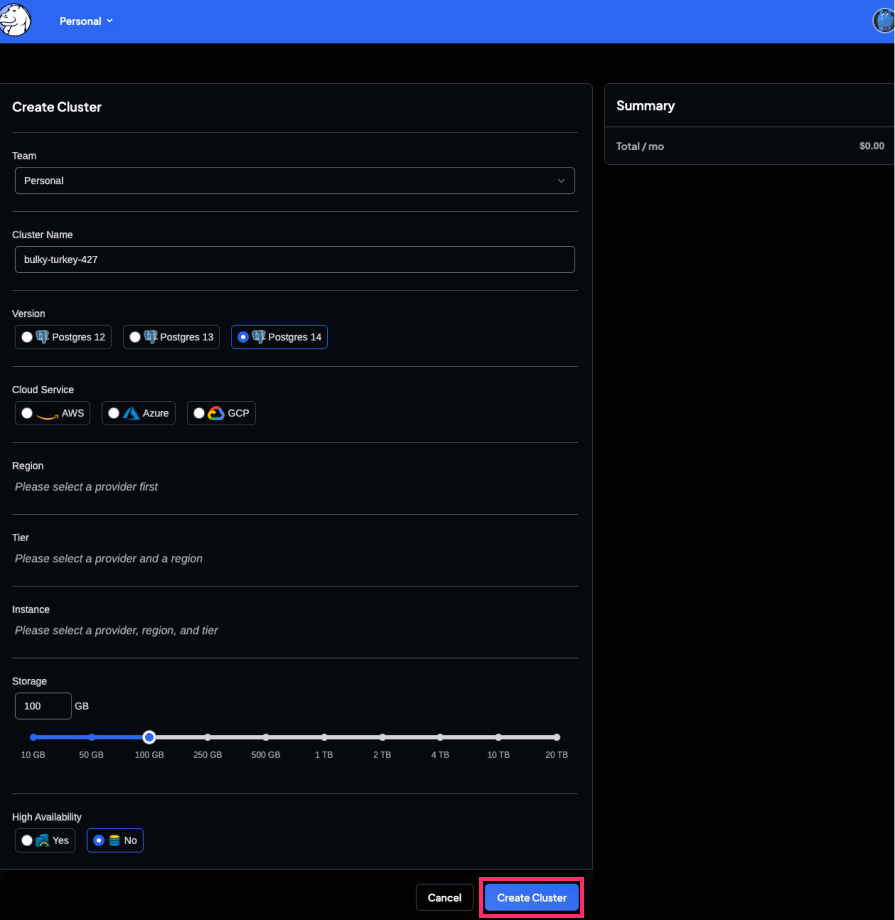 Personal
Create Cluster
Summary
Total / mo $0.00
Team
Personal
Cluster Name
bulky-turkey-427
Version
Postgres 12 Postgres 13 Postgres 14
Cloud Service
AWS Azure GCP
Region
Please select a provider first
Tier
Please select a provider and a region
Instance
Please select a provider, region, and tier
Storage
100 GB
10 GB 50 GB 100 GB 250 GB 500 GB 1 TB 2 TB 4 TB 10 TB 20 TB
High Availability
Yes No
Cancel Create Cluster